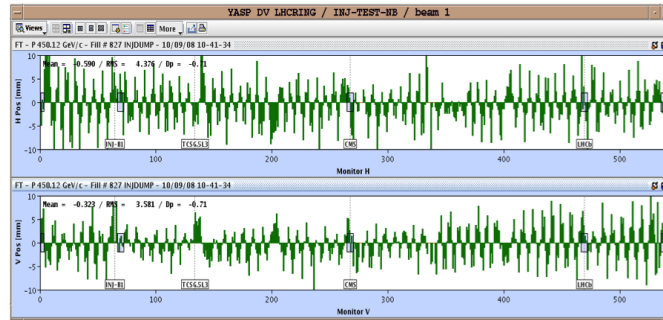 YASP DV LHCRING / INJ-TEST-NB / beam 1
Views
More
FT - P 450.12 GeV/c - Fill # 827 INJDUMP - 10/09/08 10-41-34
Mean = -0.590 / RMS = 4.376 / Dp = -0.71
H Pos [mm]
10
5
0
-5
-10
INJ-B1
TCSG.5L3
CMS
LHCb
0 100 200 300 400 500
Monitor H
FT - P 450.12 GeV/c - Fill # 827 INJDUMP - 10/09/08 10-41-34
Mean = -0.323 / RMS = 3.581 / Dp = -0.71
V Pos [mm]
10
5
0
-5
-10
INJ-B1
TCSG.5L3
CMS
LHCb
0 100 200 300 400 500
Monitor V